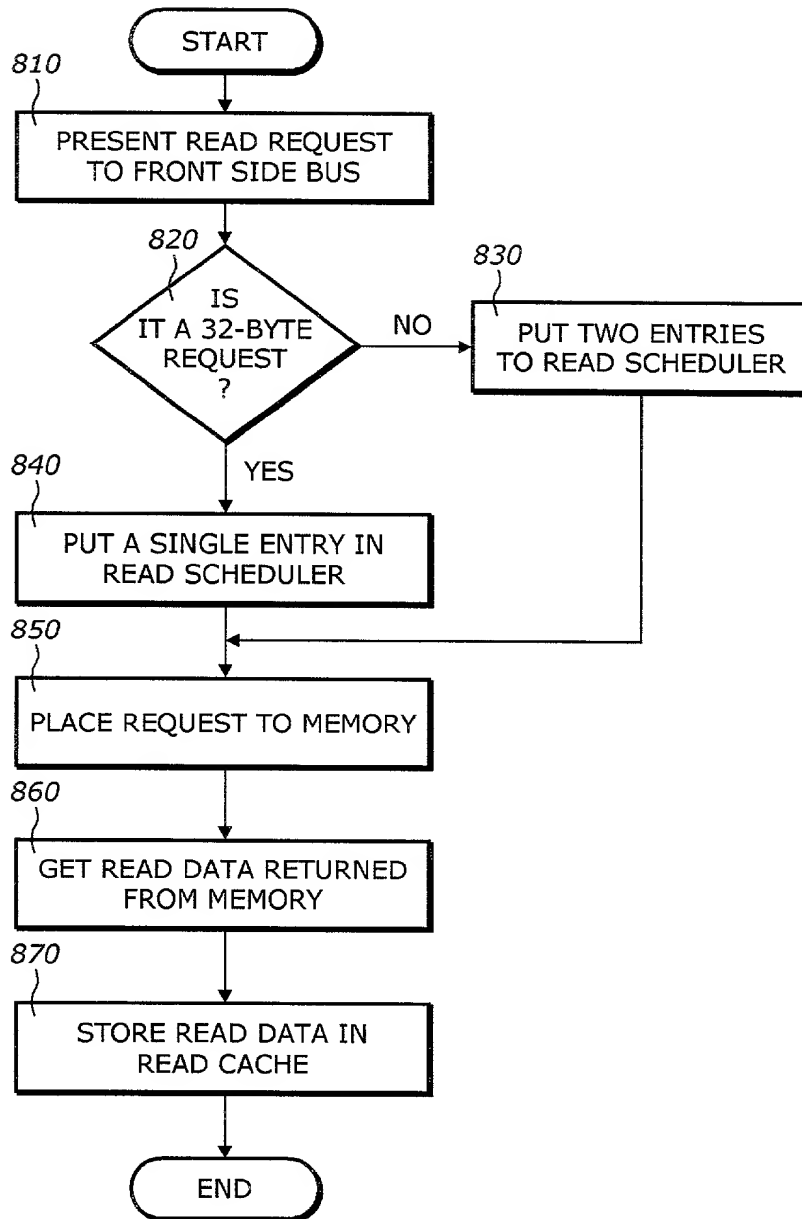 START
810
PRESENT READ REQUEST
TO FRONT SIDE BUS
820
IS
IT A 32-BYTE
REQUEST
?
NO
830
PUT TWO ENTRIES
TO READ SCHEDULER
YES
840
PUT A SINGLE ENTRY IN
READ SCHEDULER
850
PLACE REQUEST TO MEMORY
860
GET READ DATA RETURNED
FROM MEMORY
870
STORE READ DATA IN
READ CACHE
END